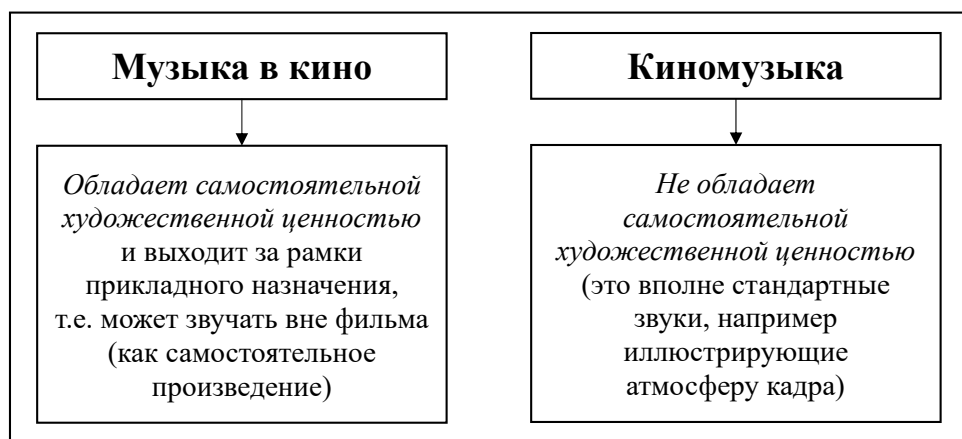 Музыка в кино
Обладает самостоятельной
художественной ценностью
и выходит за рамки
прикладного назначения,
т.е. может звучать вне фильма
(как самостоятельное
произведение)
Киномузыка
Не обладает
самостоятельной
художественной ценностью
(это вполне стандартные
звуки, например
иллюстрирующие
атмосферу кадра)